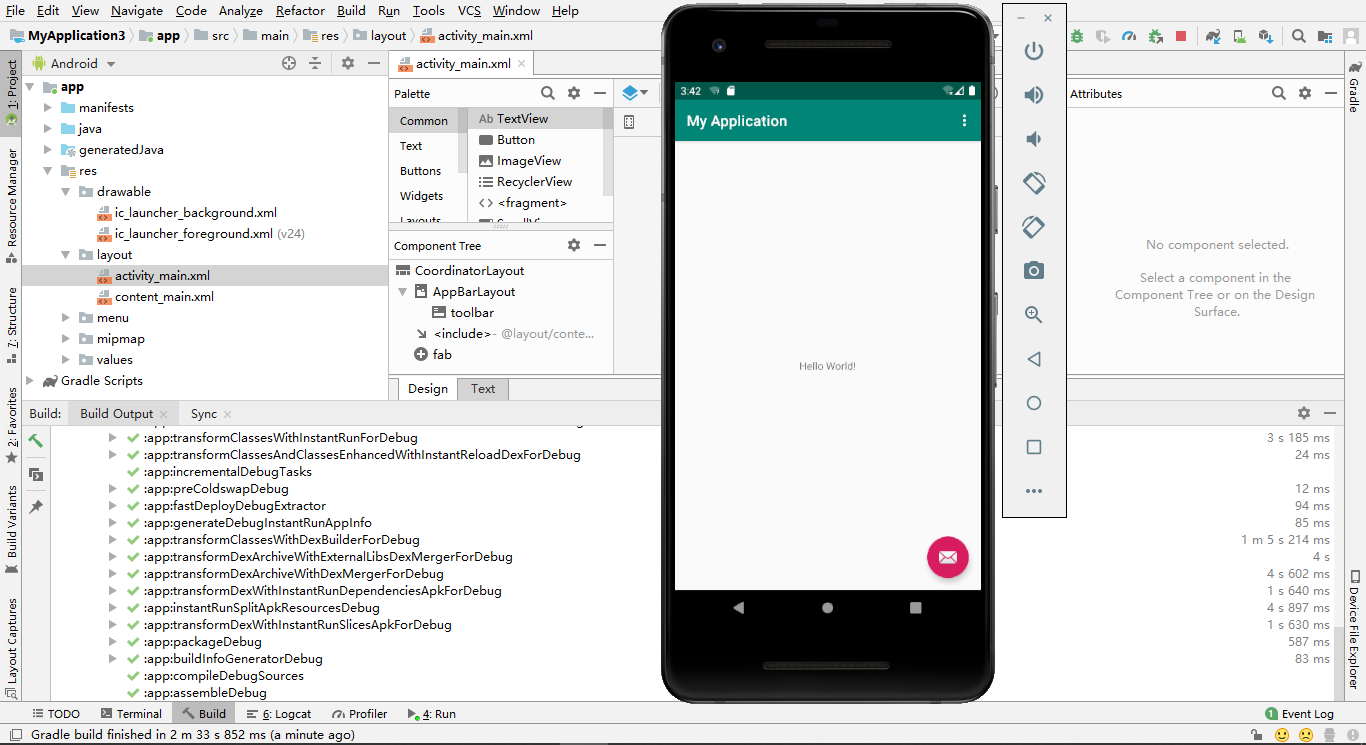 File Edit View Navigate Code Analyze Refactor Build Run Tools VCS Window Help
MyApplication3 app src main res layout activity_main.xml
1: Project
Resource Manager
7: Structure
2: Favorites
Build Variants
Layout Captures
Android
app
manifests
java
generatedJava
res
drawable
ic_launcher_background.xml
ic_launcher_foreground.xml (v24)
layout
activity_main.xml
content_main.xml
menu
mipmap
values
Gradle Scripts
activity_main.xml
Palette
Common
Text
Buttons
Widgets
Layouts
Ab TextView
Button
ImageView
RecyclerView
<fragment>
Component Tree
CoordinatorLayout
AppBarLayout
toolbar
<include> - @layout/conte...
fab
Design Text
3:42
My Application
Hello World!
Attributes
No component selected.
Select a component in the
Component Tree or on the Design
Surface.
Gradle
Device File Explorer
Build: Build Output Sync
:app:transformClassesWithInstantRunForDebug 3 s 185 ms
:app:transformClassesAndClassesEnhancedWithInstantReloadDexForDebug 24 ms
:app:incrementalDebugTasks
:app:preColdswapDebug 12 ms
:app:fastDeployDebugExtractor 94 ms
:app:generateDebugInstantRunAppInfo 85 ms
:app:transformClassesWithDexBuilderForDebug 1 m 5 s 214 ms
:app:transformDexArchiveWithExternalLibsDexMergerForDebug 4 s
:app:transformDexArchiveWithDexMergerForDebug 4 s 602 ms
:app:transformDexWithInstantRunDependenciesApkForDebug 1 s 640 ms
:app:instantRunSplitApkResourcesDebug 4 s 897 ms
:app:transformDexWithInstantRunSlicesApkForDebug 1 s 630 ms
:app:packageDebug 587 ms
:app:buildInfoGeneratorDebug 83 ms
:app:compileDebugSources
:app:assembleDebug
TODO Terminal Build 6: Logcat Profiler 4: Run 1 Event Log
Gradle build finished in 2 m 33 s 852 ms (a minute ago)